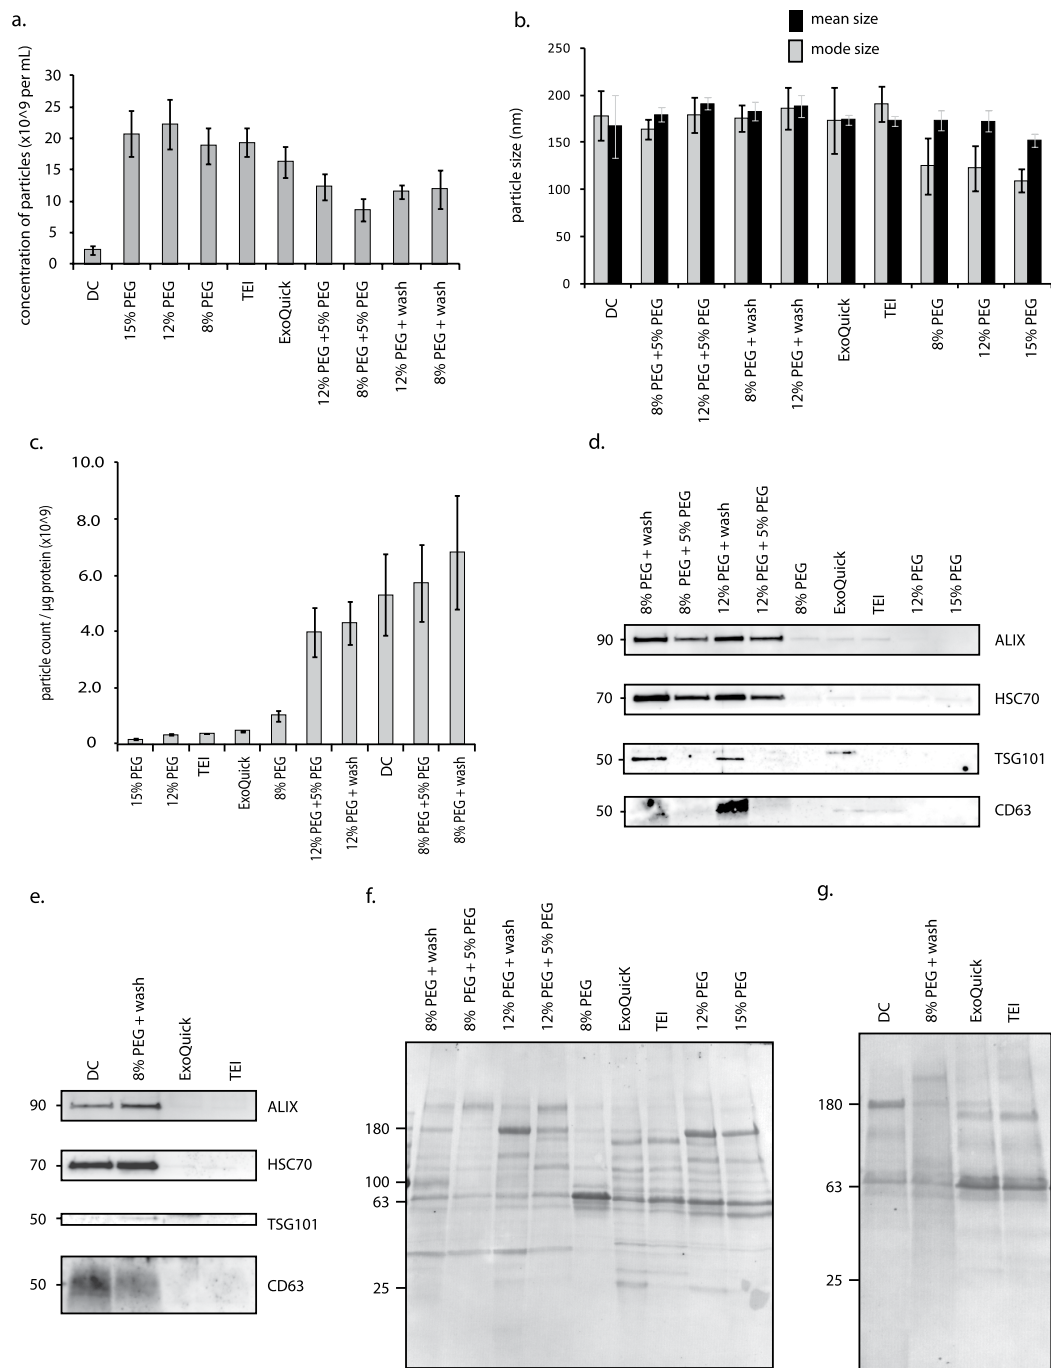 a.
concentration of particles (x10^9 per mL)
30
25
20
15
10
5
0
DC
15% PEG
12% PEG
8% PEG
TEI
ExoQuick
12% PEG +5% PEG
8% PEG +5% PEG
12% PEG + wash
8% PEG + wash
b.
mean size
mode size
particle size (nm)
250
200
150
100
50
0
DC
8% PEG +5% PEG
12% PEG +5% PEG
8% PEG + wash
12% PEG + wash
ExoQuick
TEI
8% PEG
12% PEG
15% PEG
c.
particle count / µg protein (x10^9)
10.0
8.0
6.0
4.0
2.0
0
15% PEG
12% PEG
TEI
ExoQuick
8% PEG
12% PEG +5% PEG
12% PEG + wash
DC
8% PEG +5% PEG
8% PEG + wash
d.
8% PEG + wash
8% PEG + 5% PEG
12% PEG + wash
12% PEG + 5% PEG
8% PEG
ExoQuick
TEI
12% PEG
15% PEG
90 ALIX
70 HSC70
50 TSG101
50 CD63
e.
DC
8% PEG + wash
ExoQuick
TEI
90 ALIX
70 HSC70
50 TSG101
50 CD63
f.
8% PEG + wash
8% PEG + 5% PEG
12% PEG + wash
12% PEG + 5% PEG
8% PEG
ExoQuicK
TEI
12% PEG
15% PEG
180
100
63
25
g.
DC
8% PEG + wash
ExoQuick
TEI
180
63
25